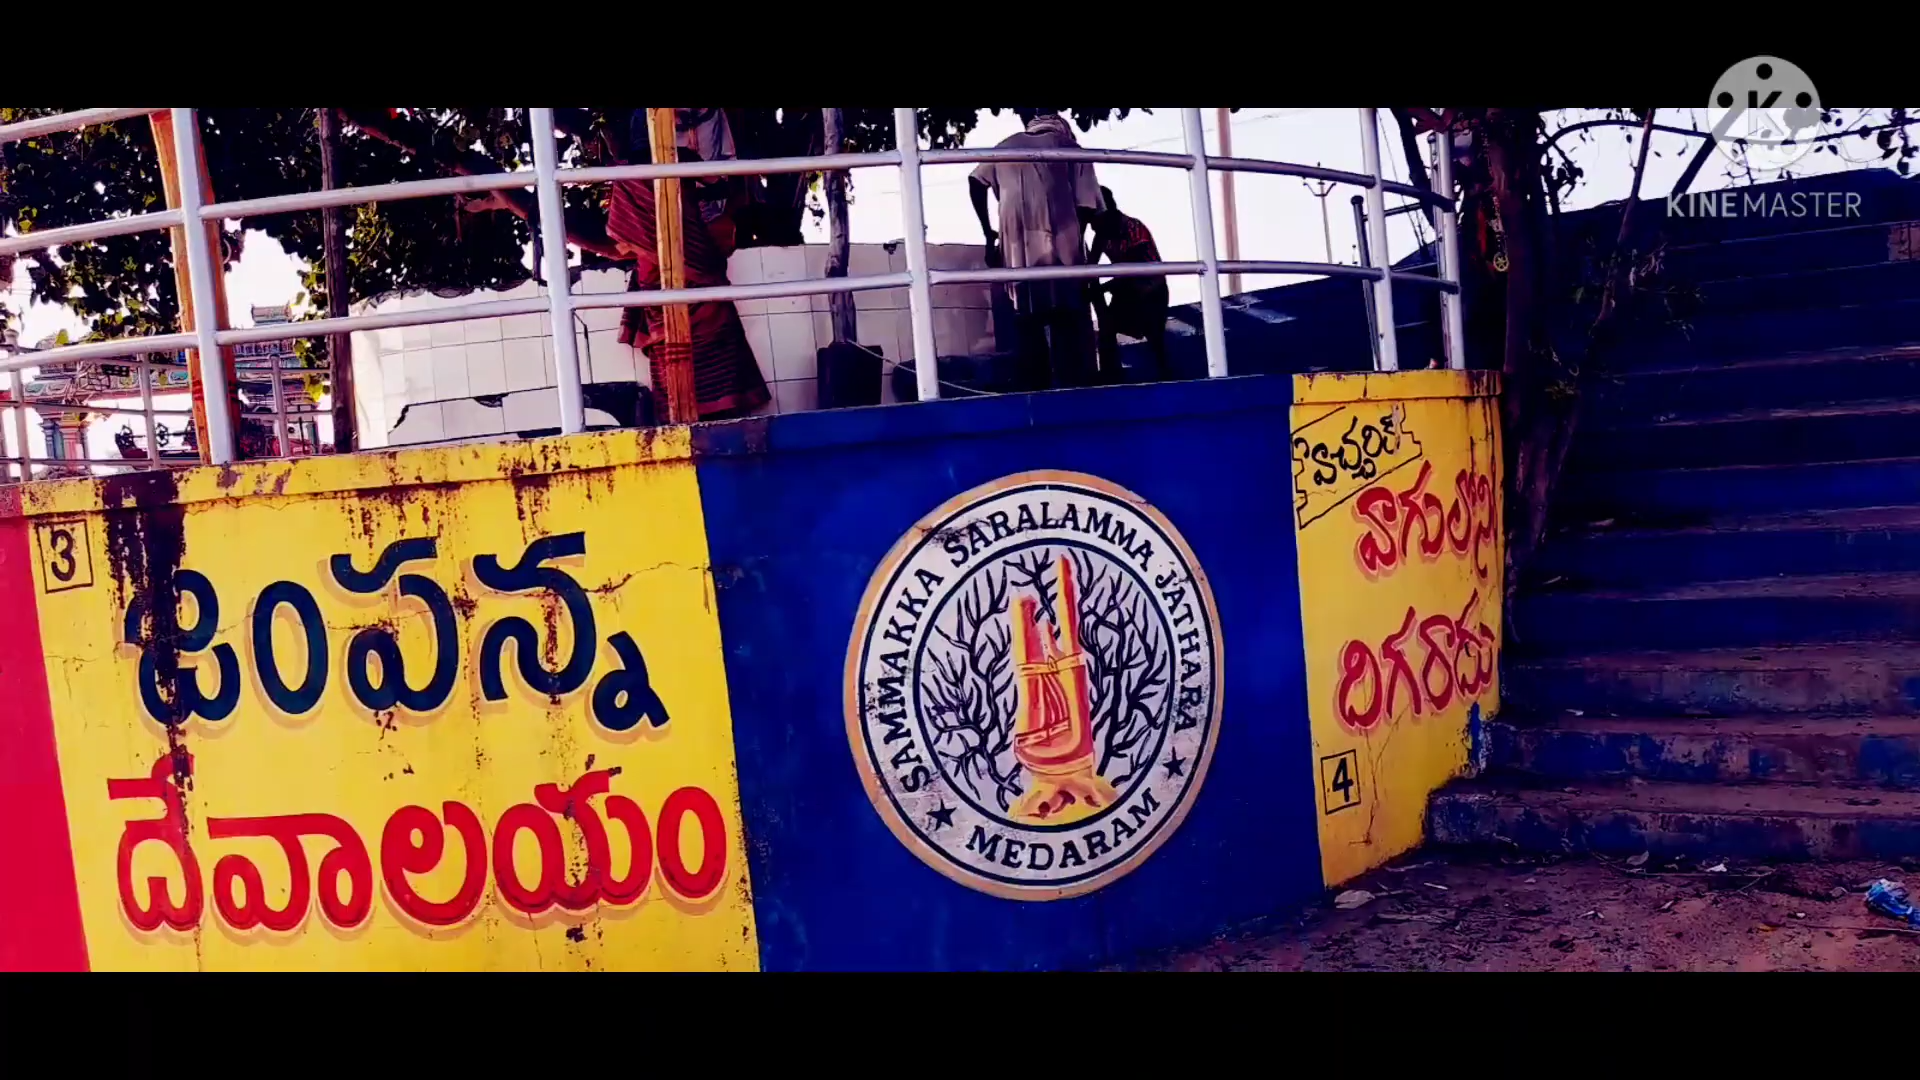 KINEMASTER
3
జంపన్న
దేవాలయం
SAMMAKKA SARALAMMA JATHARA
★ MEDARAM ★
హెచ్చరిక
వాగులోని
దిగరాదు
4